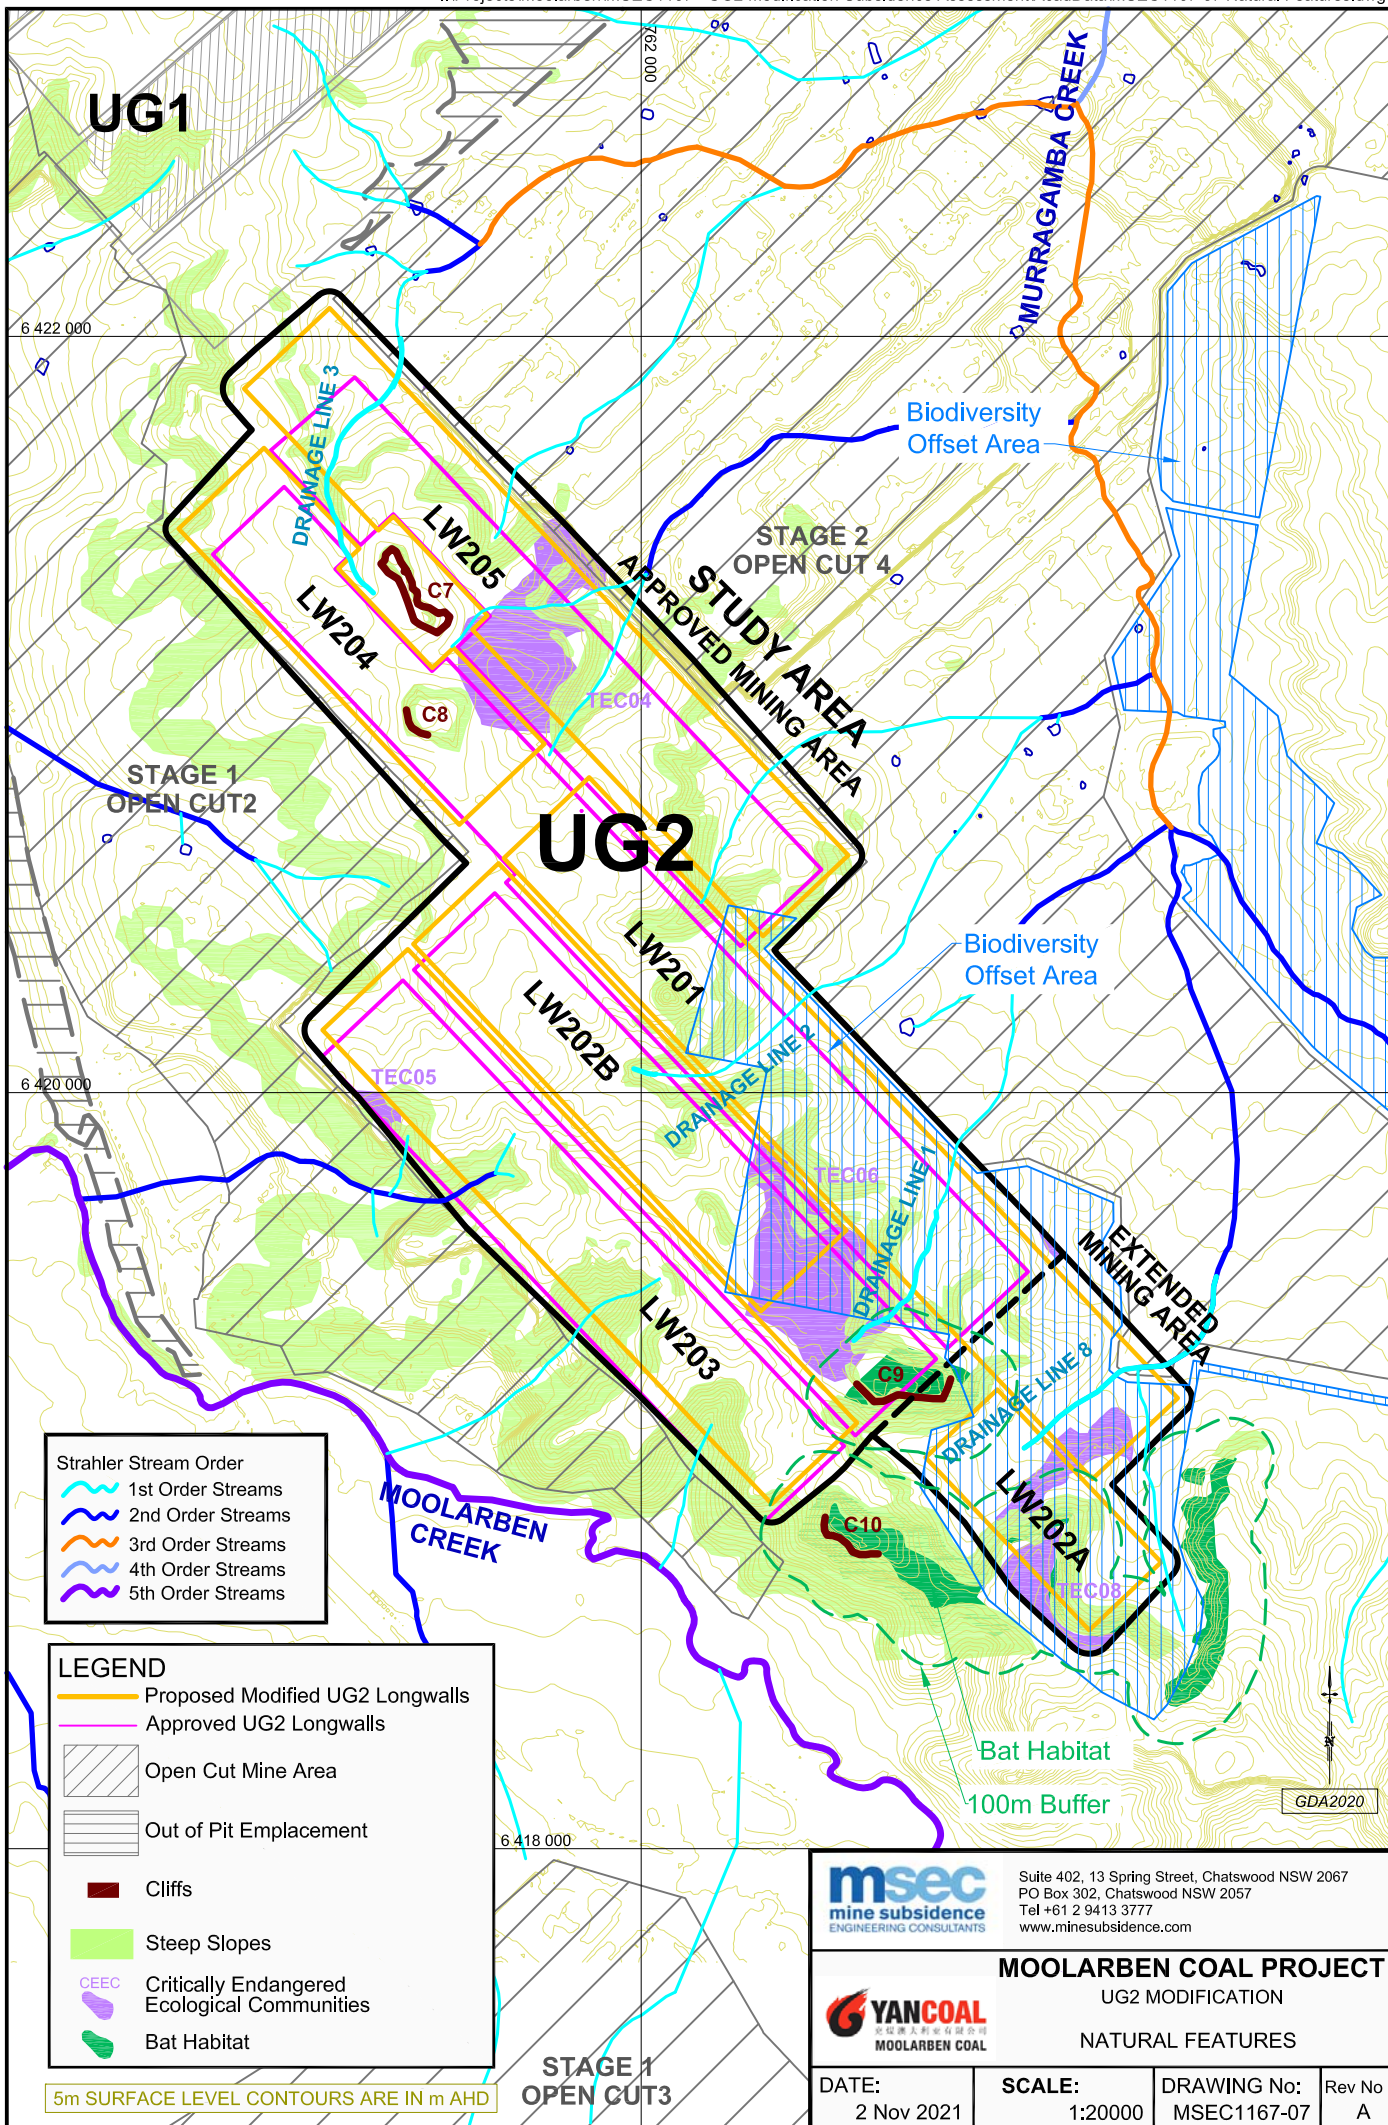 762 000
UG1
MURRAGAMBA CREEK
6 422 000
DRAINAGE LINE 3
Biodiversity
Offset Area
LW205
STAGE 2
OPEN CUT 4
STUDY AREA
APPROVED MINING AREA
C7
LW204
TEC04
C8
STAGE 1
OPEN CUT2
UG2
LW201
Biodiversity
Offset Area
LW202B
DRAINAGE LINE 2
TEC05
6 420 000
TEC06
DRAINAGE LINE 1
EXTENDED
MINING AREA
LW203
C9
DRAINAGE LINE 8
LW202A
C10
TEC08
MOOLARBEN
CREEK
Strahler Stream Order
1st Order Streams
2nd Order Streams
3rd Order Streams
4th Order Streams
5th Order Streams
LEGEND
Proposed Modified UG2 Longwalls
Approved UG2 Longwalls
Open Cut Mine Area
Out of Pit Emplacement
Cliffs
Steep Slopes
CEEC
Critically Endangered
Ecological Communities
Bat Habitat
Bat Habitat
100m Buffer
N
GDA2020
6 418 000
STAGE 1
OPEN CUT3
5m SURFACE LEVEL CONTOURS ARE IN m AHD
msec
mine subsidence
ENGINEERING CONSULTANTS
Suite 402, 13 Spring Street, Chatswood NSW 2067
PO Box 302, Chatswood NSW 2057
Tel +61 2 9413 3777
www.minesubsidence.com
YANCOAL
MOOLARBEN COAL
MOOLARBEN COAL PROJECT
UG2 MODIFICATION
NATURAL FEATURES
DATE:
2 Nov 2021
SCALE:
1:20000
DRAWING No:
MSEC1167-07
Rev No
A